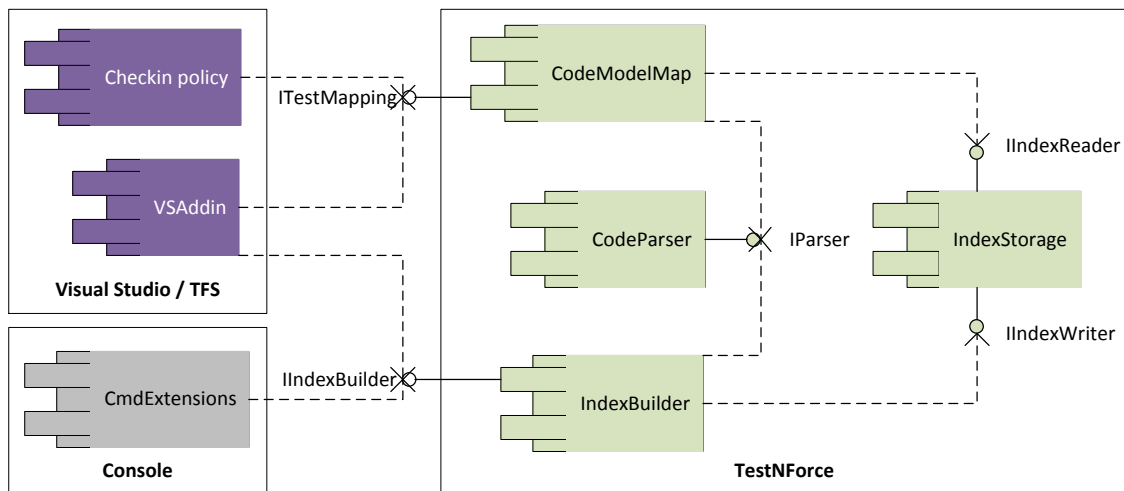 Checkin policy
ITestMapping
CodeModelMap
IIndexReader
VSAddin
CodeParser
IParser
IndexStorage
Visual Studio / TFS
IIndexWriter
IIndexBuilder
CmdExtensions
IndexBuilder
Console
TestNForce